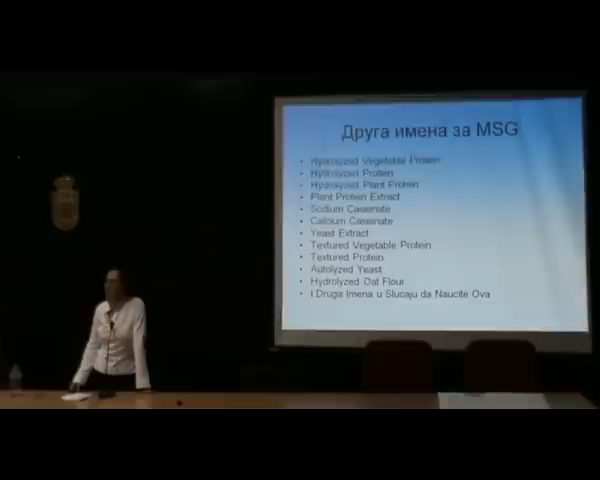 Друга имена за MSG
• Hydrolyzed Vegetable Protein
• Hydrolyzed Protein
• Hydrolyzed Plant Protein
• Plant Protein Extract
• Sodium Caseinate
• Calcium Caseinate
• Yeast Extract
• Textured Vegetable Protein
• Textured Protein
• Autolyzed Yeast
• Hydrolyzed Oat Flour
• I Druga Imena u Slucaju da Naucite Ova